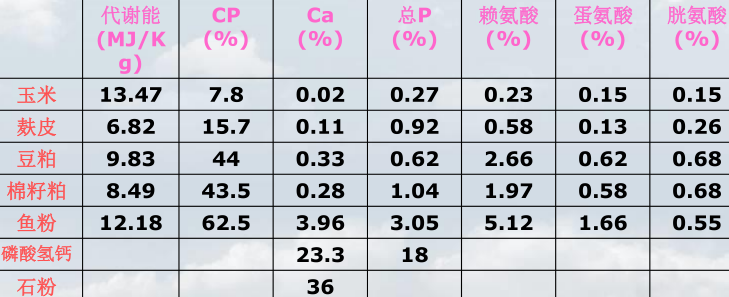 代谢能(MJ/Kg) CP(%) Ca(%) 总P(%) 赖氨酸(%) 蛋氨酸(%) 胱氨酸(%)
玉米 13.47 7.8 0.02 0.27 0.23 0.15 0.15
麸皮 6.82 15.7 0.11 0.92 0.58 0.13 0.26
豆粕 9.83 44 0.33 0.62 2.66 0.62 0.68
棉籽粕 8.49 43.5 0.28 1.04 1.97 0.58 0.68
鱼粉 12.18 62.5 3.96 3.05 5.12 1.66 0.55
磷酸氢钙 23.3 18
石粉 36